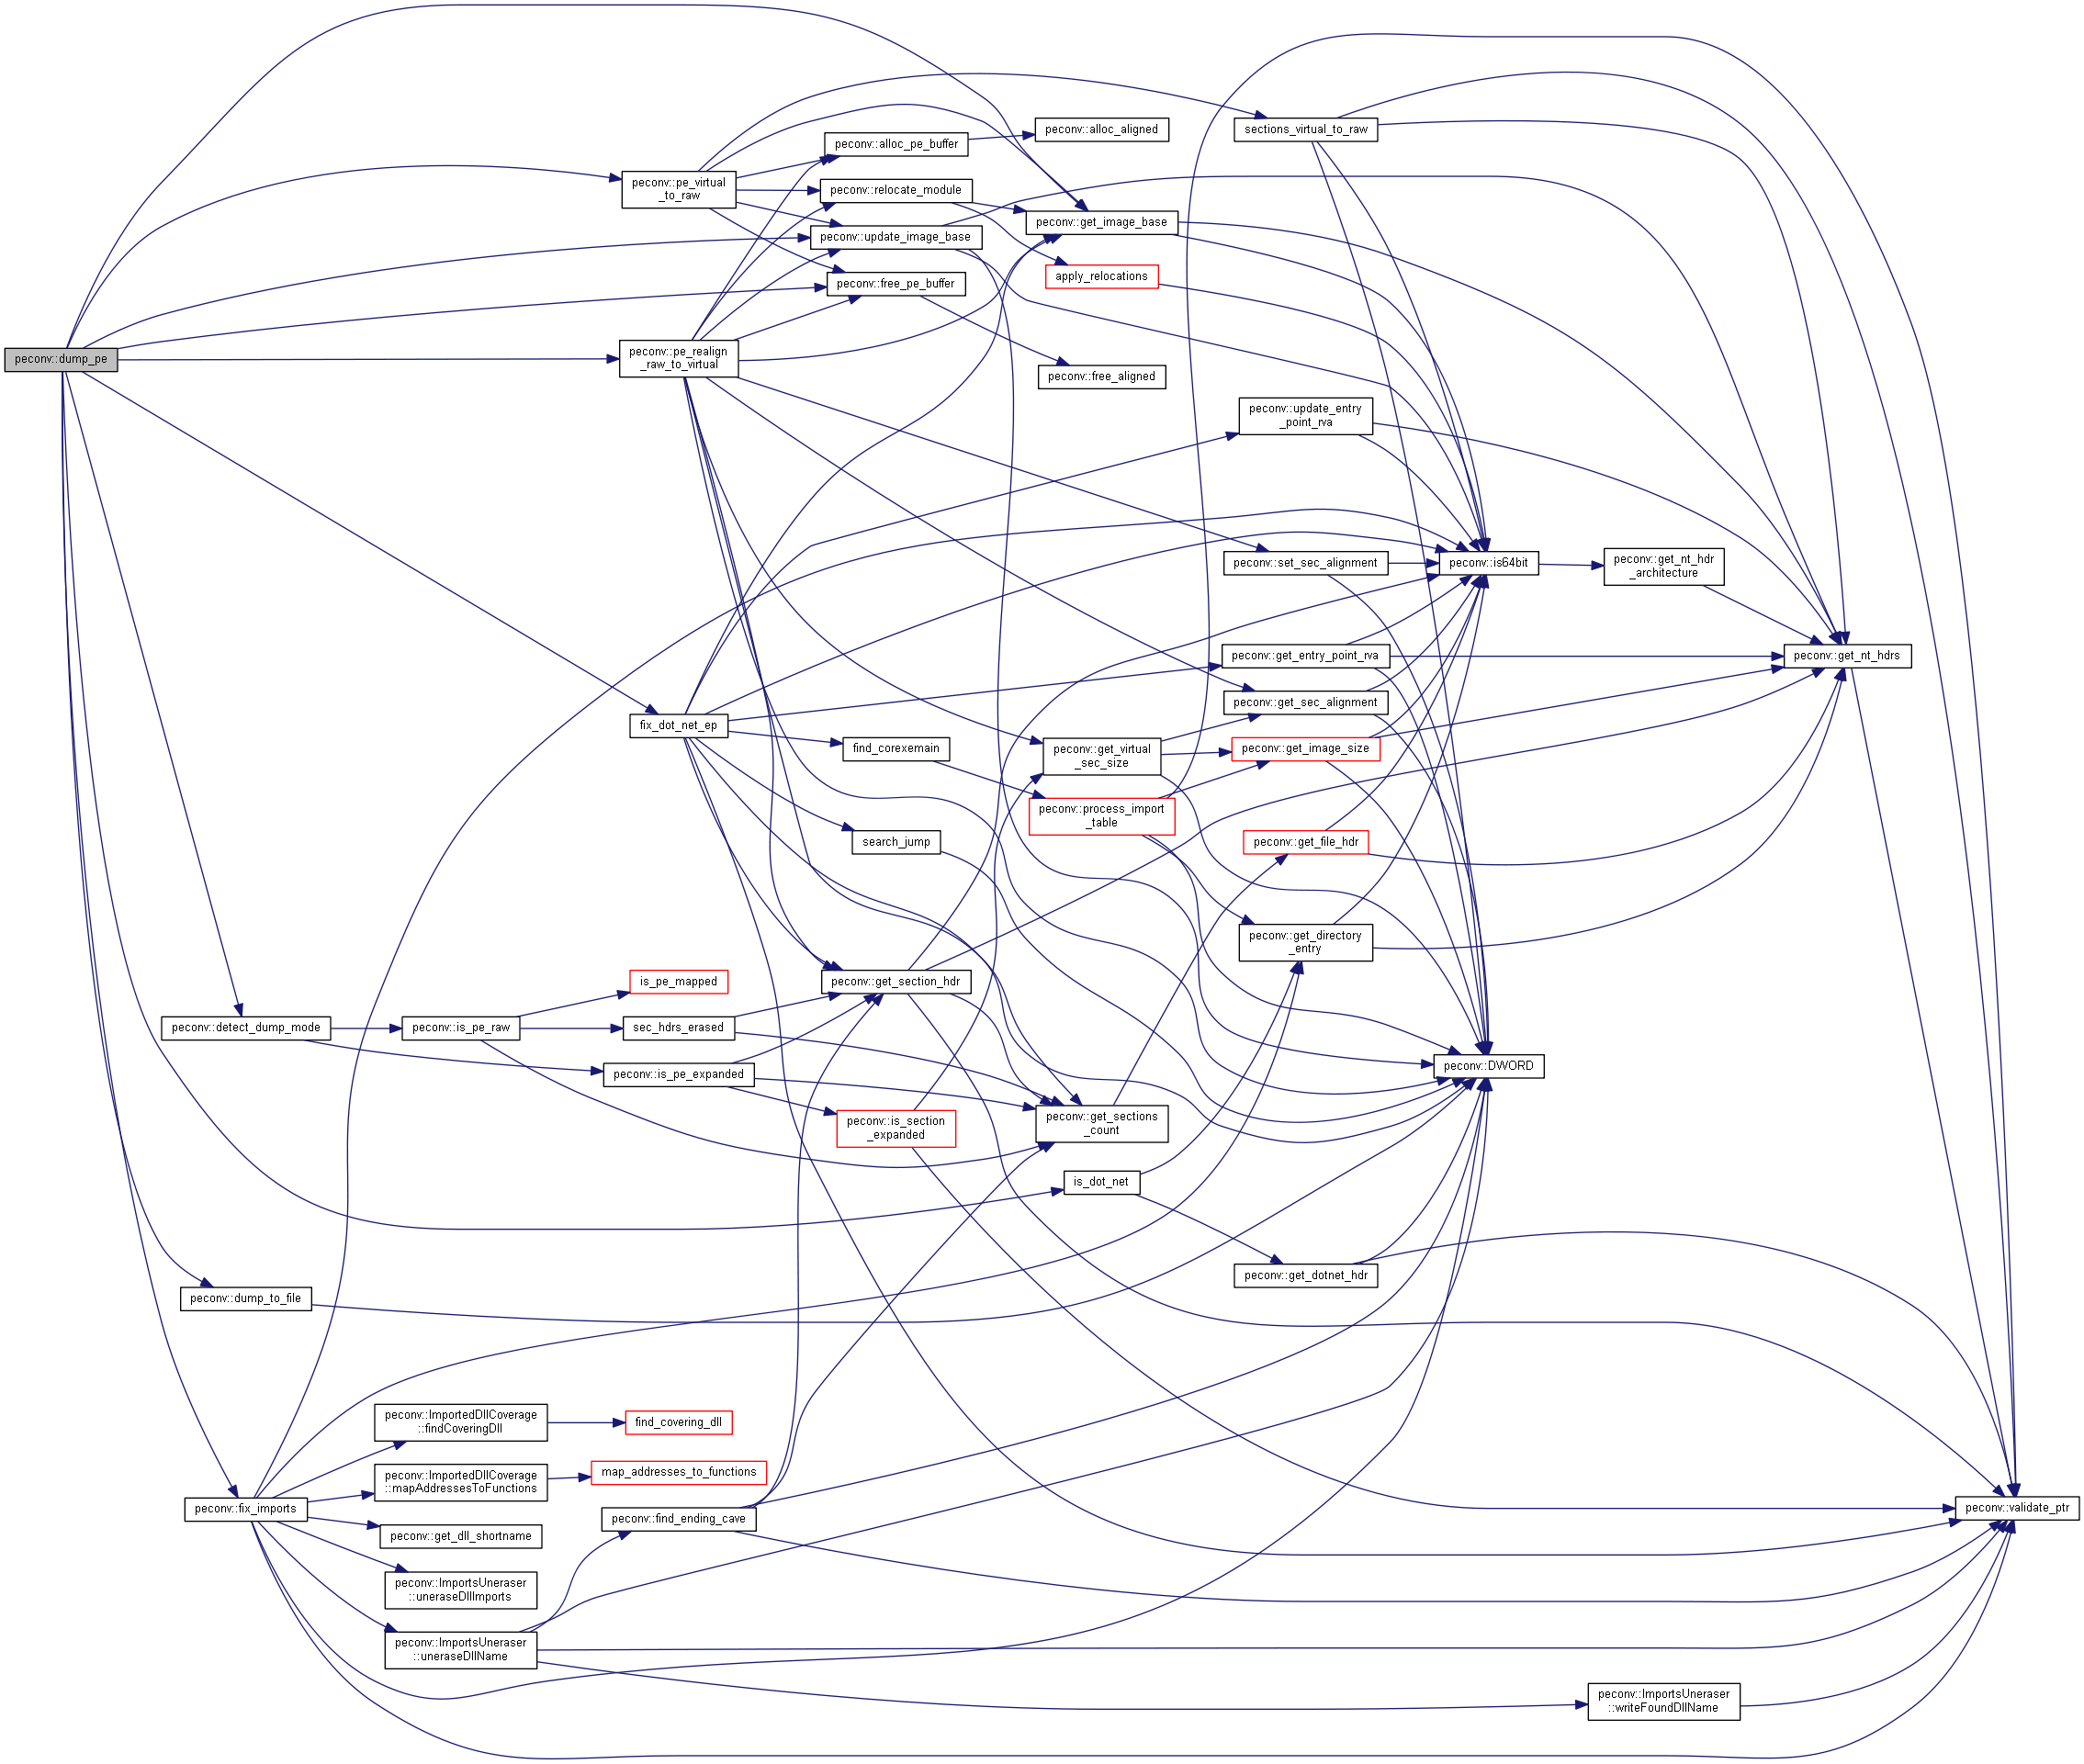 peconv::dump_pe
peconv::pe_virtual
_to_raw
peconv::alloc_pe_buffer
peconv::alloc_aligned
sections_virtual_to_raw
peconv::relocate_module
peconv::get_image_base
peconv::update_image_base
apply_relocations
peconv::free_pe_buffer
peconv::pe_realign
_raw_to_virtual
peconv::free_aligned
peconv::update_entry
_point_rva
peconv::set_sec_alignment
peconv::is64bit
peconv::get_nt_hdr
_architecture
peconv::get_entry_point_rva
peconv::get_nt_hdrs
peconv::get_sec_alignment
fix_dot_net_ep
find_corexemain
peconv::get_virtual
_sec_size
peconv::get_image_size
peconv::process_import
_table
search_jump
peconv::get_file_hdr
peconv::get_directory
_entry
is_pe_mapped
peconv::get_section_hdr
peconv::detect_dump_mode
peconv::is_pe_raw
sec_hdrs_erased
peconv::is_pe_expanded
peconv::DWORD
peconv::is_section
_expanded
peconv::get_sections
_count
is_dot_net
peconv::get_dotnet_hdr
peconv::dump_to_file
peconv::ImportedDllCoverage
::findCoveringDll
find_covering_dll
peconv::ImportedDllCoverage
::mapAddressesToFunctions
map_addresses_to_functions
peconv::fix_imports
peconv::find_ending_cave
peconv::validate_ptr
peconv::get_dll_shortname
peconv::ImportsUneraser
::uneraseDllImports
peconv::ImportsUneraser
::uneraseDllName
peconv::ImportsUneraser
::writeFoundDllName